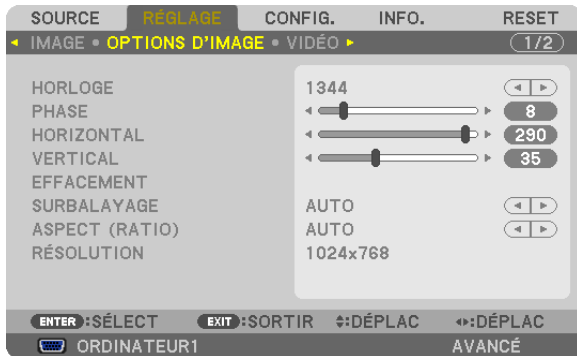 SOURCE RÉGLAGE CONFIG. INFO. RESET
IMAGE • OPTIONS D'IMAGE • VIDÉO 1/2
HORLOGE 1344
PHASE 8
HORIZONTAL 290
VERTICAL 35
EFFACEMENT
SURBALAYAGE AUTO
ASPECT (RATIO) AUTO
RÉSOLUTION 1024x768
ENTER :SÉLECT EXIT :SORTIR :DÉPLAC :DÉPLAC
ORDINATEUR1 AVANCÉ